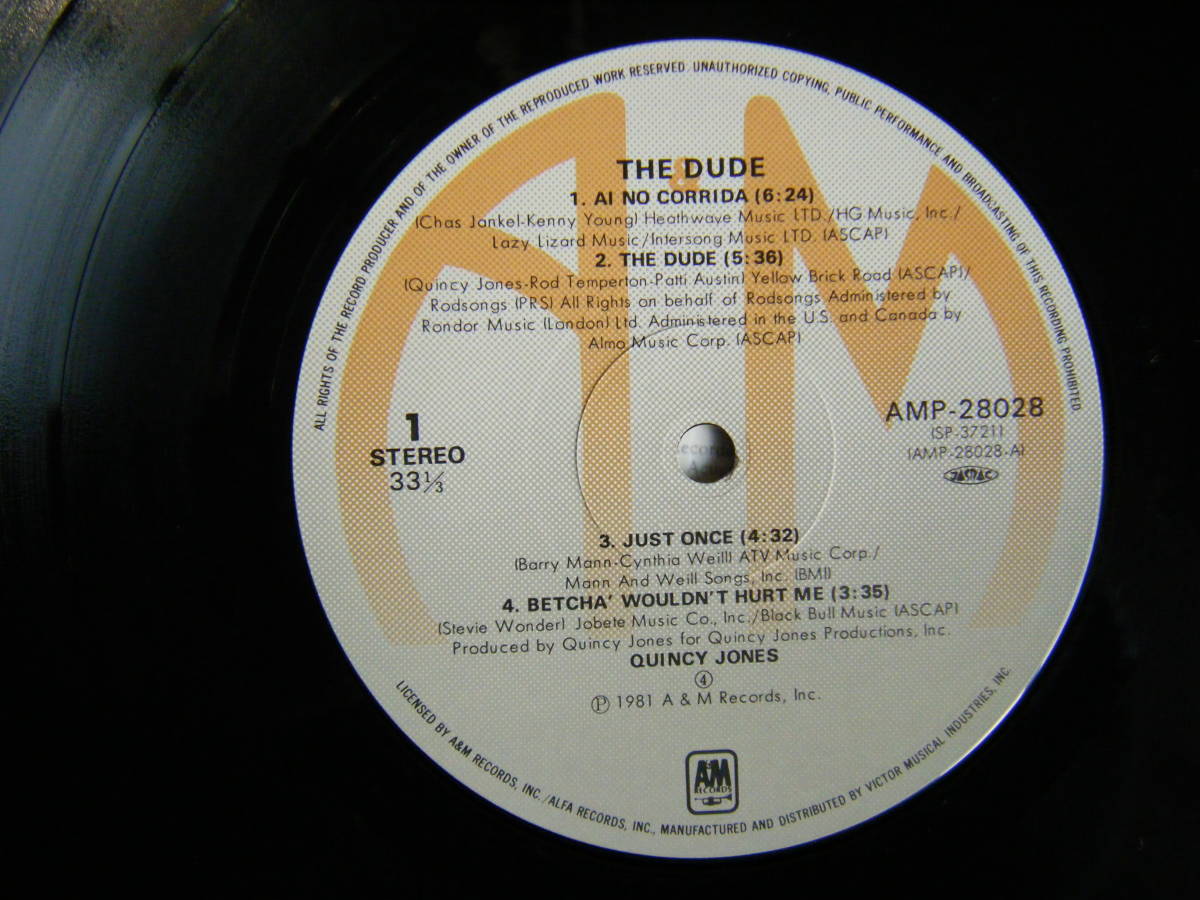 ALL RIGHTS OF THE RECORD PRODUCER AND OF THE OWNER OF THE REPRODUCED WORK RESERVED. UNAUTHORIZED COPYING, PUBLIC PERFORMANCE AND BROADCASTING OF THIS RECORDING PROHIBITED.
THE DUDE
1. AI NO CORRIDA (6:24)
(Chas Jankel-Kenny Young) Heathwave Music LTD./HG Music, Inc./
Lazy Lizard Music/Intersong Music LTD. (ASCAP)
2. THE DUDE (5:36)
(Quincy Jones-Rod Temperton-Patti Austin) Yellow Brick Road (ASCAP)/
Rodsongs (PRS) All Rights on behalf of Rodsongs Administered by
Rondor Music (London) Ltd. Administered in the U.S. and Canada by
Almo Music Corp. (ASCAP)
1
STEREO
33⅓
AMP-28028
(SP-3721)
(AMP-28028-A)
JASRAC
3. JUST ONCE (4:32)
(Barry Mann-Cynthia Weill) ATV Music Corp./
Mann And Weill Songs, Inc. (BMI)
4. BETCHA' WOULDN'T HURT ME (3:35)
(Stevie Wonder) Jobete Music Co., Inc./Black Bull Music (ASCAP)
Produced by Quincy Jones for Quincy Jones Productions, Inc.
QUINCY JONES
④
Ⓟ 1981 A & M Records, Inc.
A&M
RECORDS
LICENSED BY A&M RECORDS, INC./ALFA RECORDS, INC., MANUFACTURED AND DISTRIBUTED BY VICTOR MUSICAL INDUSTRIES, INC.